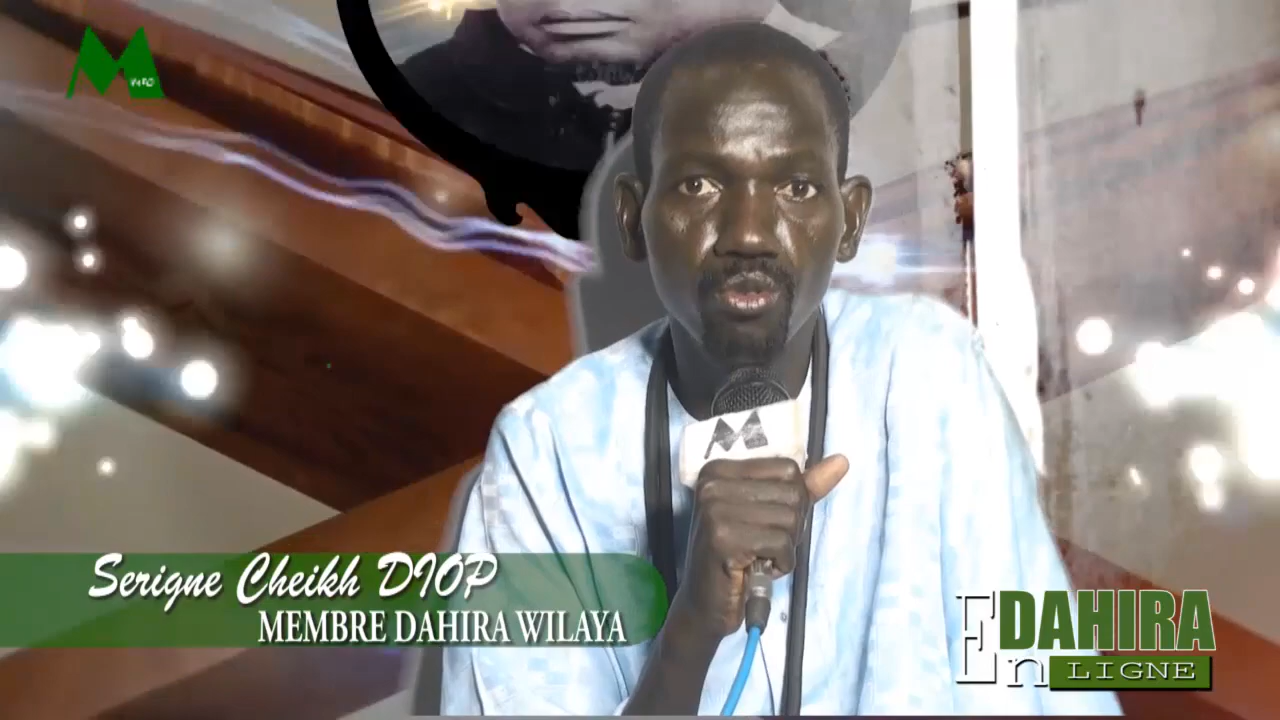 M
M
Serigne Cheikh DIOP
MEMBRE DAHIRA WILAYA
En DAHIRA
LIGNE